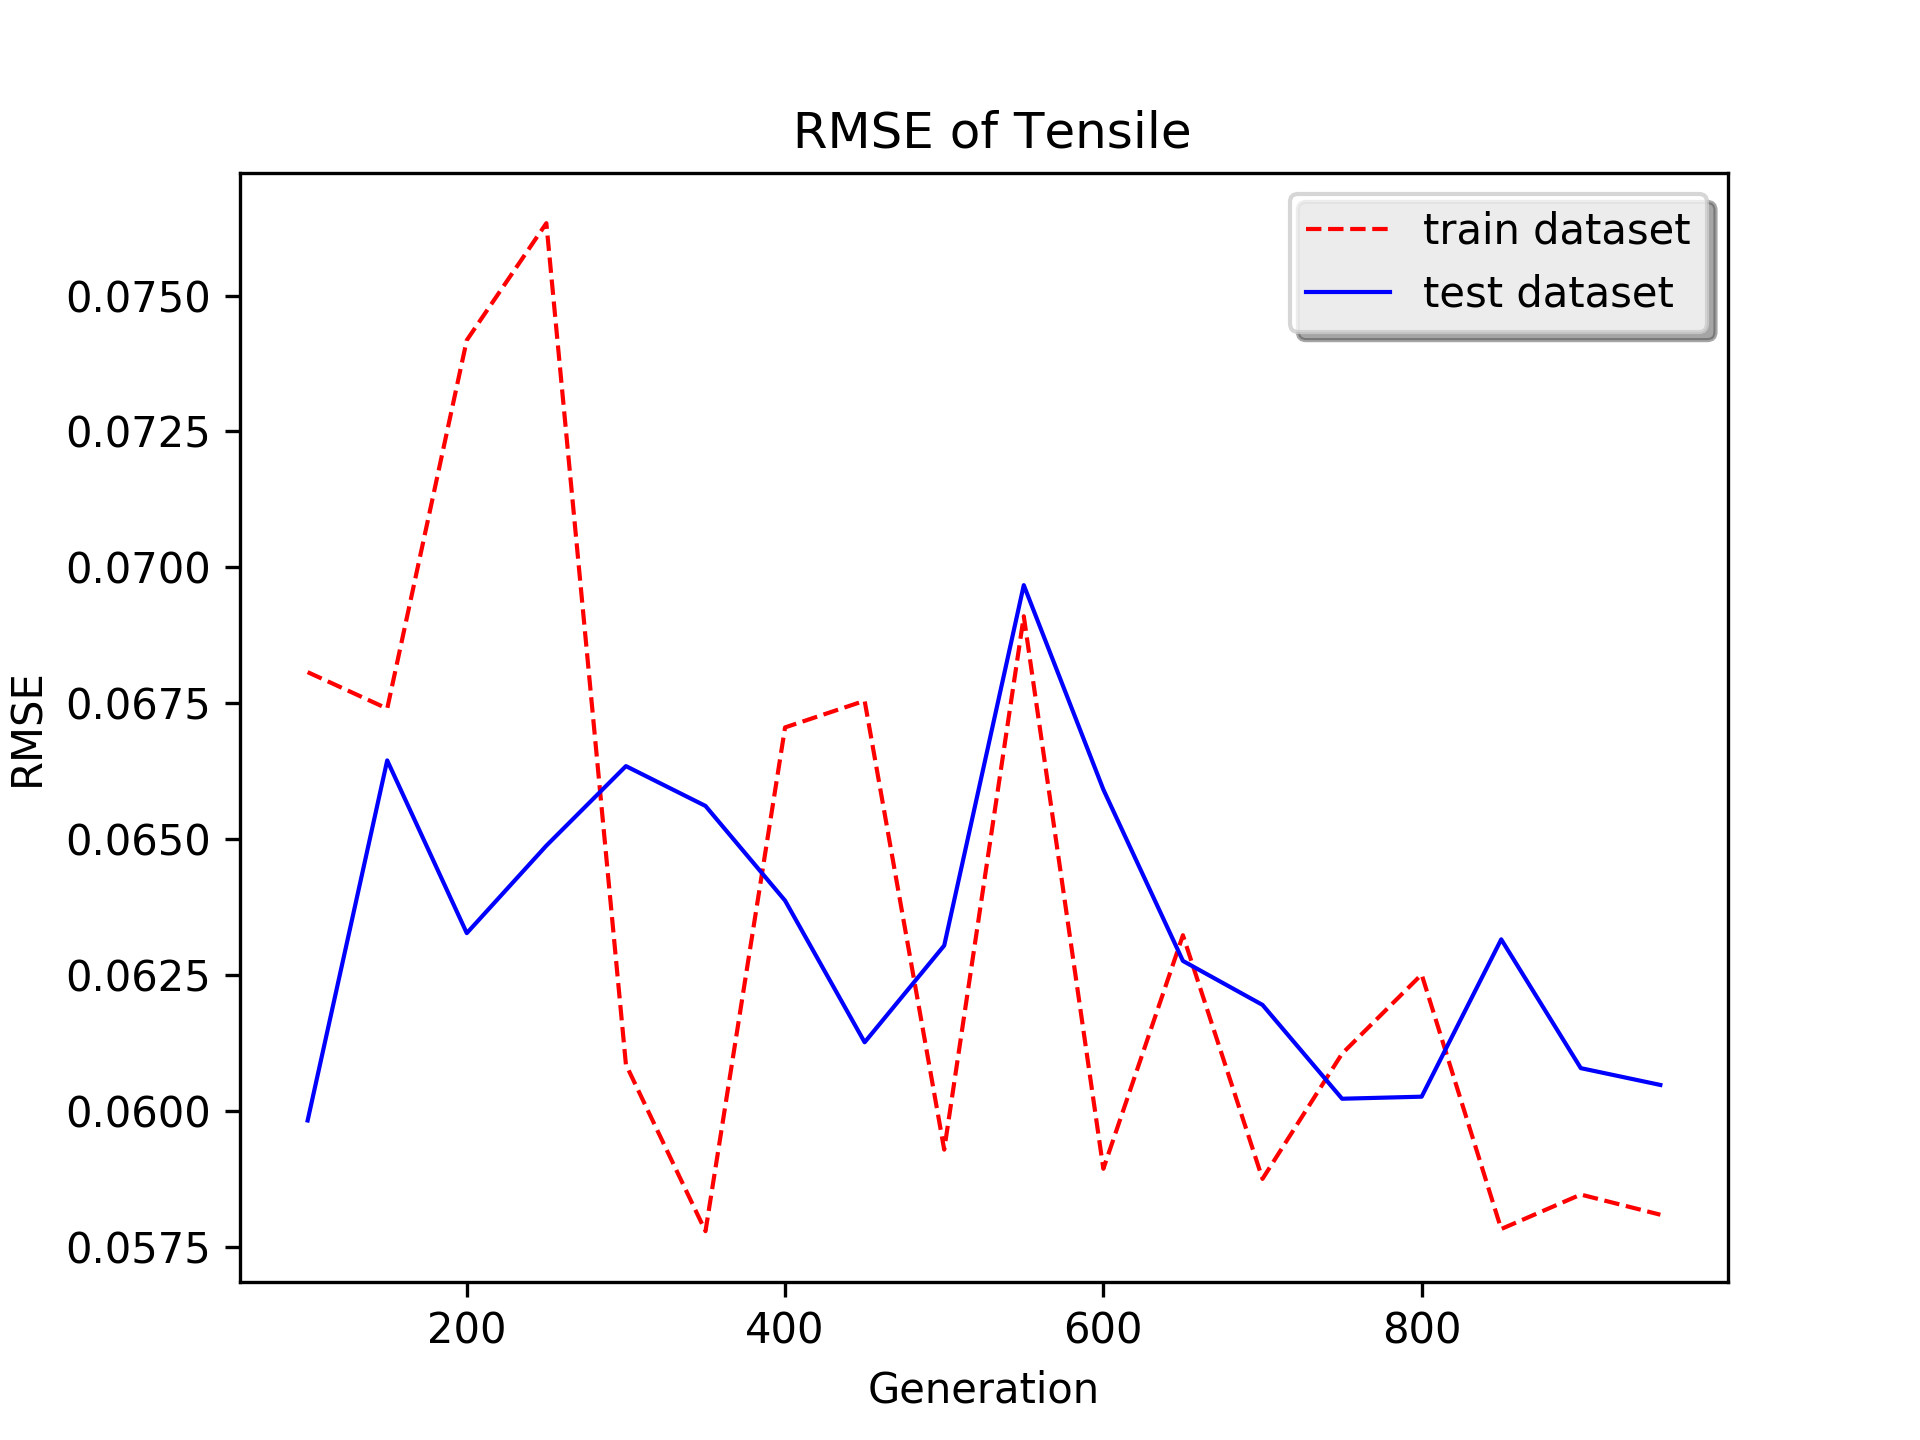 RMSE of Tensile
train dataset
test dataset
0.0750
0.0725
0.0700
0.0675
0.0650
0.0625
0.0600
0.0575
RMSE
200 400 600 800
Generation